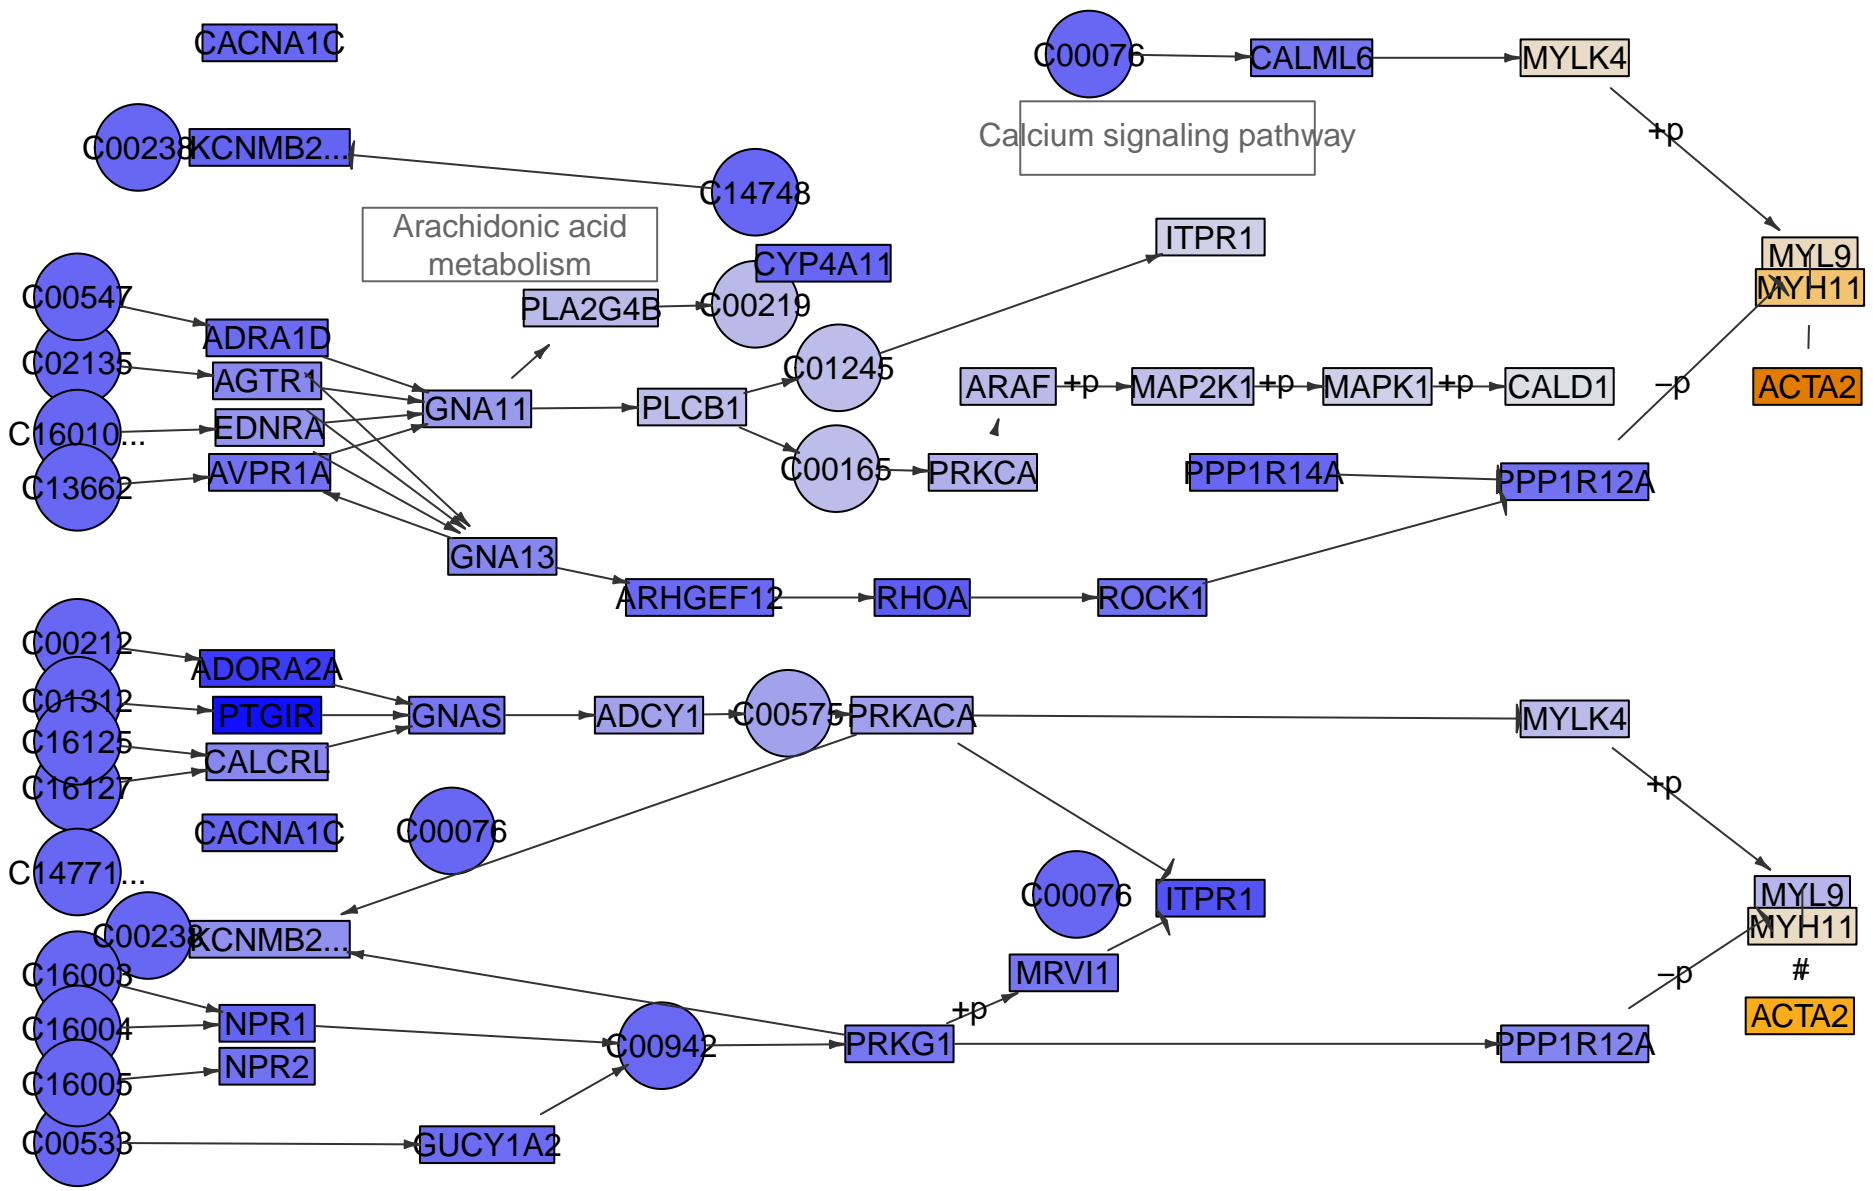 CACNA1C
C00076
CALML6
MYLK4
+p
C00238
KCNMB2...
Calcium signaling pathway
C14748
Arachidonic acid
metabolism
ITPR1
CYP4A11
MYL9
MYH11
C00547
PLA2G4B
C00219
ADRA1D
C02135
AGTR1
C01245
ARAF
+p
MAP2K1
+p
MAPK1
+p
CALD1
–p
ACTA2
GNA11
PLCB1
C16010...
EDNRA
C13662
AVPR1A
C00165
PRKCA
PPP1R14A
PPP1R12A
GNA13
ARHGEF12
RHOA
ROCK1
C00212
ADORA2A
C01312
PTGIR
GNAS
ADCY1
C00575
PRKACA
MYLK4
C16125
CALCRL
C16127
+p
CACNA1C
C00076
C14771...
C00076
ITPR1
MYL9
MYH11
C00238
KCNMB2...
C16003
MRVI1
–p
#
+p
ACTA2
C16004
NPR1
C00942
PRKG1
PPP1R12A
NPR2
C16005
C00533
GUCY1A2